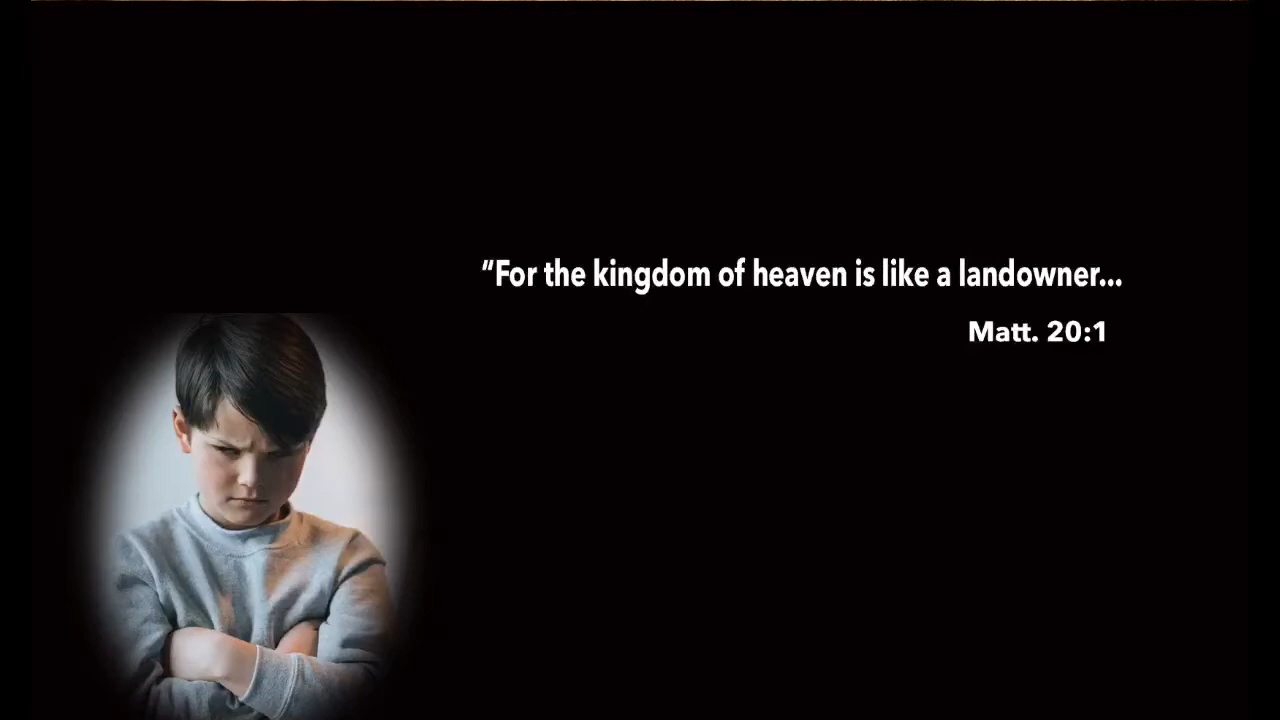 “For the kingdom of heaven is like a landowner...
Matt. 20:1